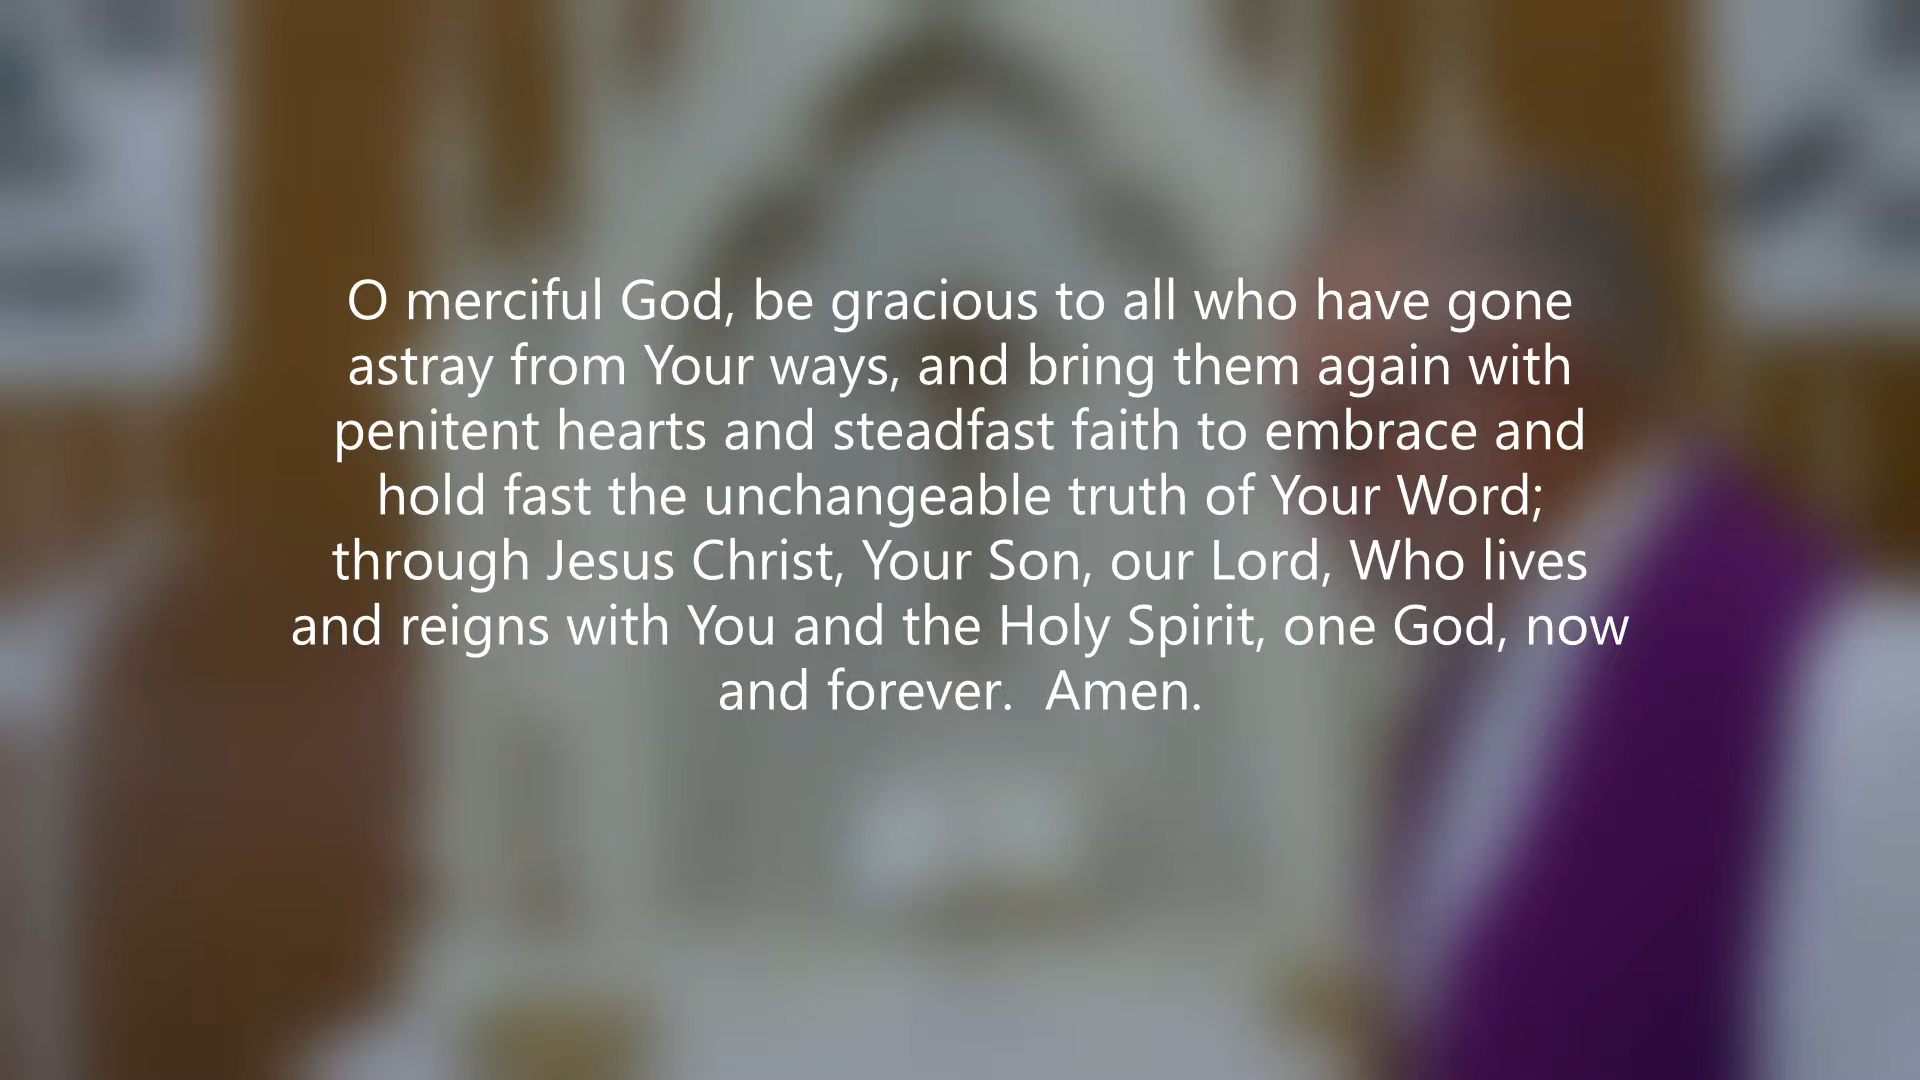 O merciful God, be gracious to all who have gone
astray from Your ways, and bring them again with
penitent hearts and steadfast faith to embrace and
hold fast the unchangeable truth of Your Word;
through Jesus Christ, Your Son, our Lord, Who lives
and reigns with You and the Holy Spirit, one God, now
and forever.  Amen.